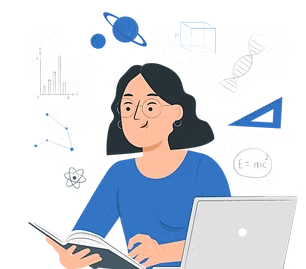 E = mc²